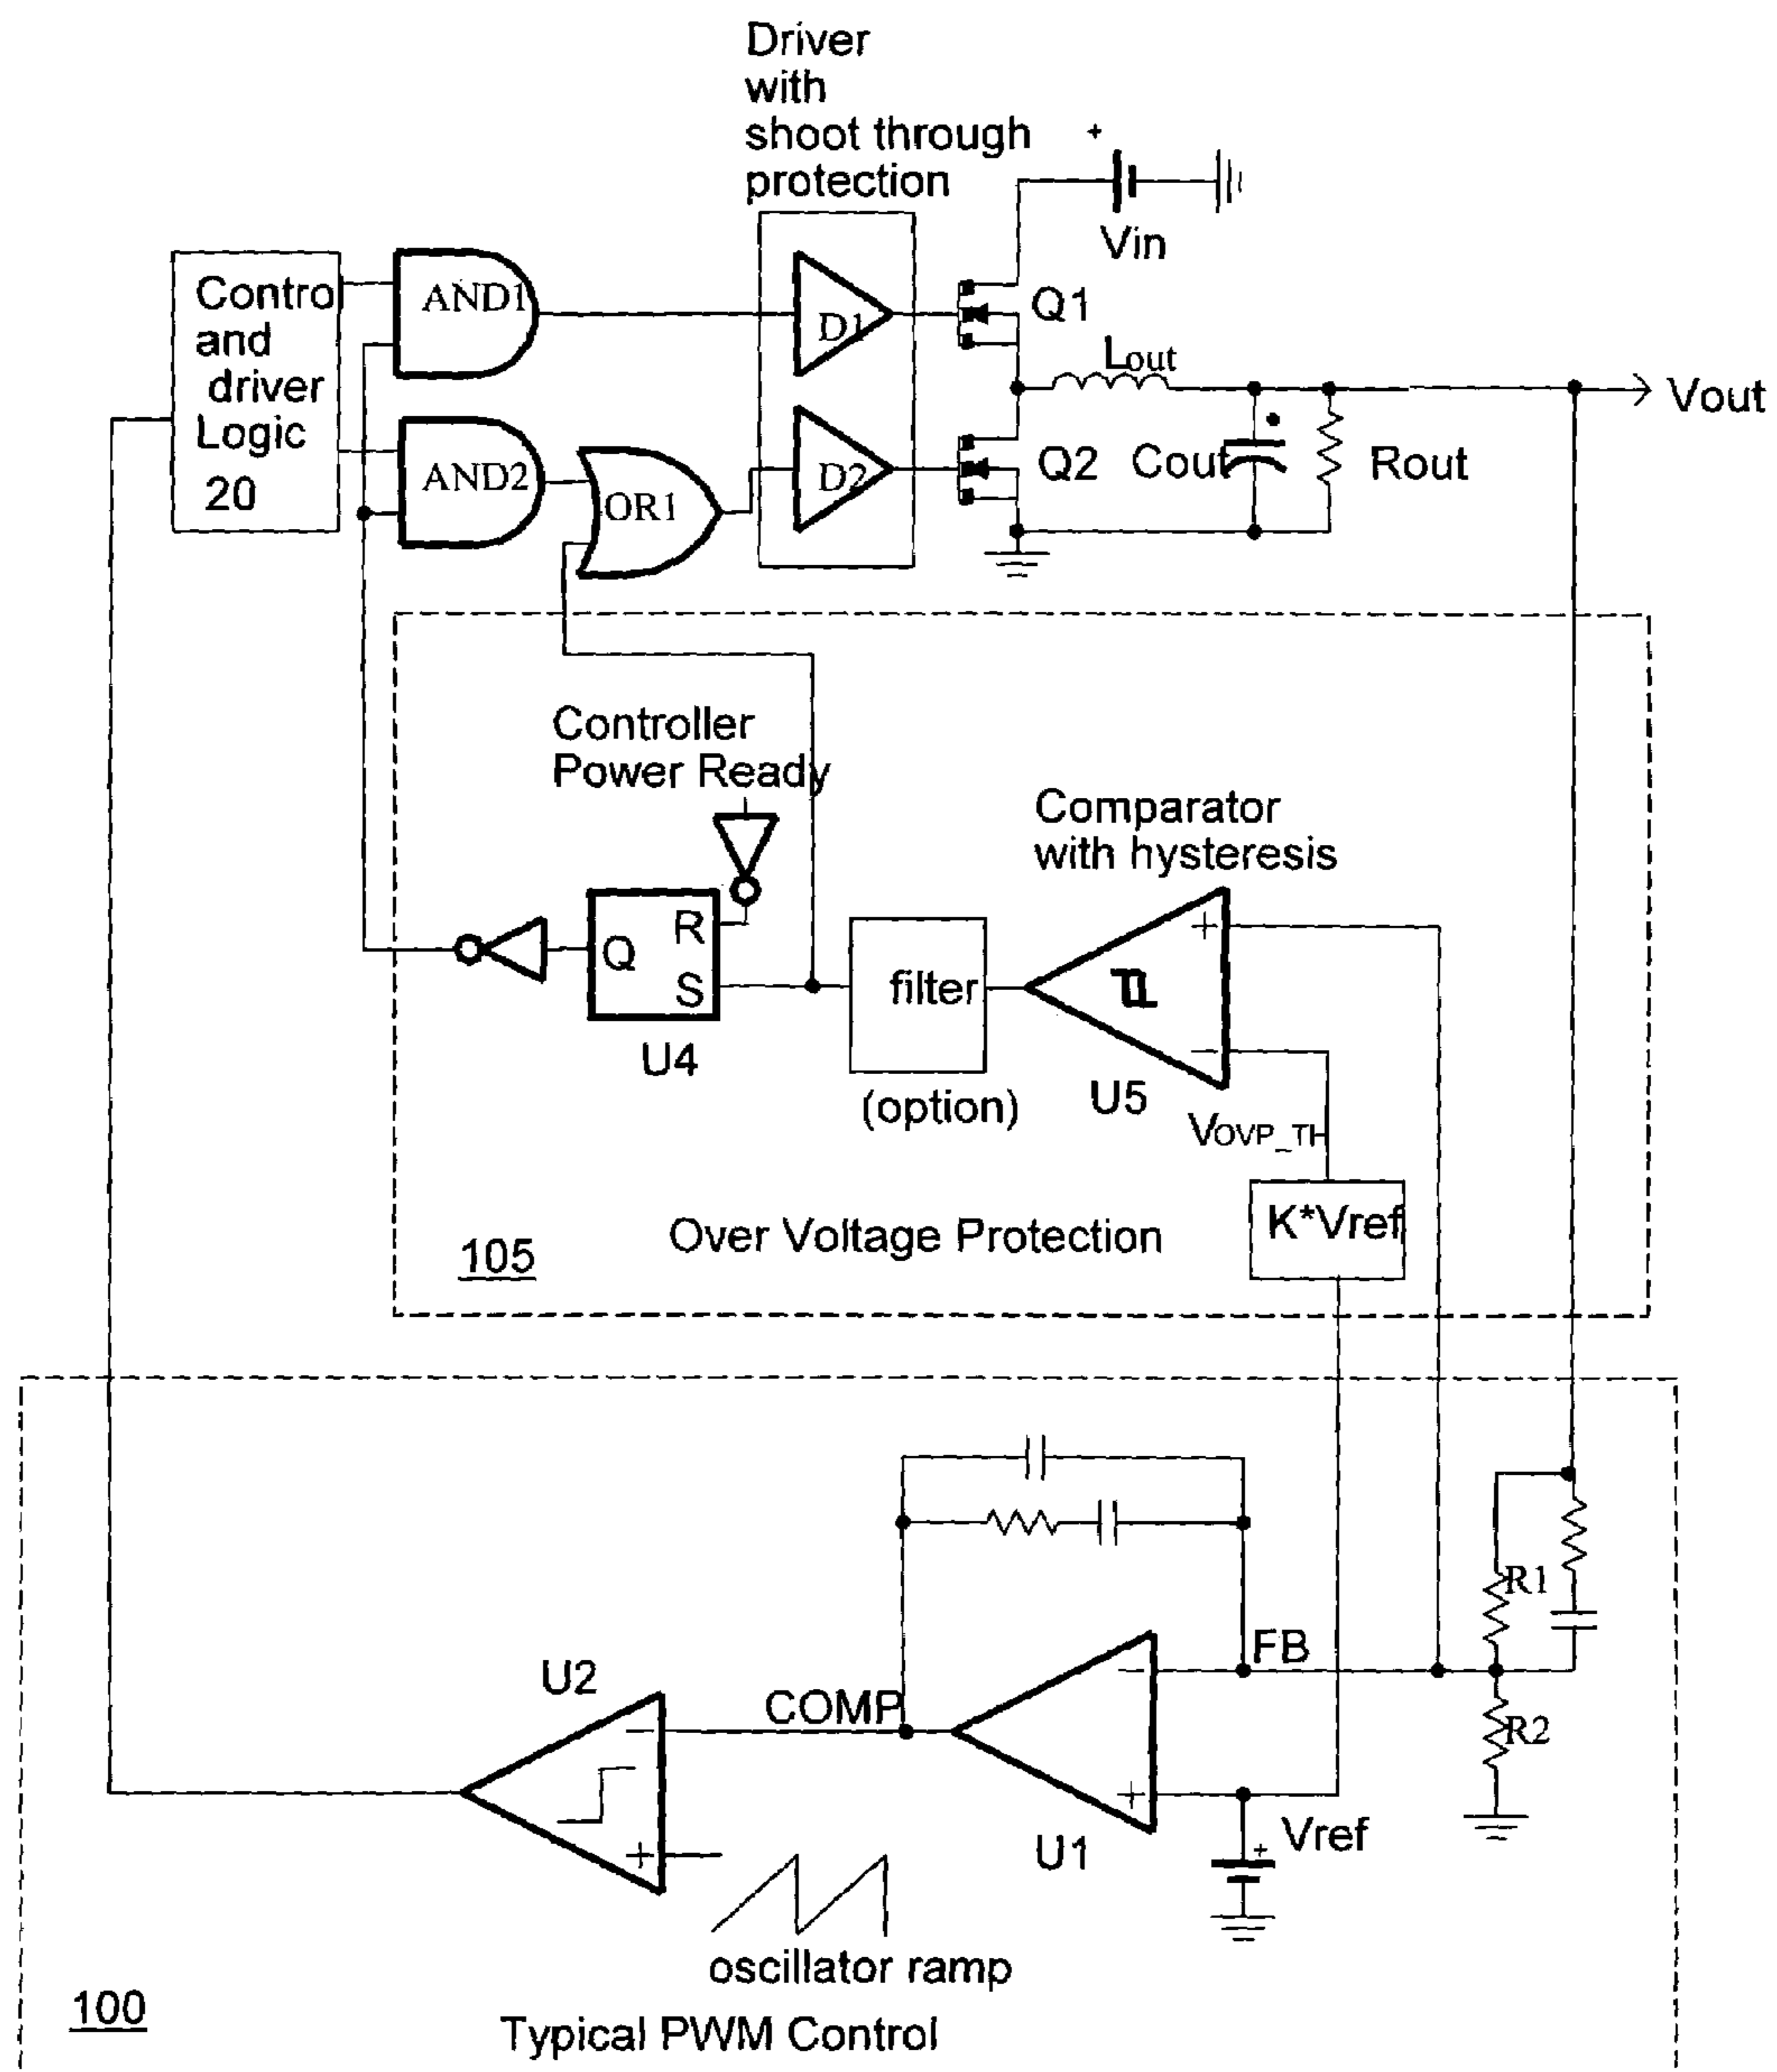 Driver
with
shoot through
protection
+
Vin
Control
and
driver
Logic
20
AND1
D1
Q1
Lout
Vout
AND2
OR1
D2
Q2
Cout
Rout
Controller
Power Ready
Comparator
with hysteresis
+
R
Q
S
filter
−
U4
(option)
U5
VOVP_TH
K*Vref
Over Voltage Protection
105
R1
FB
−
U2
COMP
−
R2
+
U1
+
Vref
+
oscillator ramp
100
Typical PWM Control